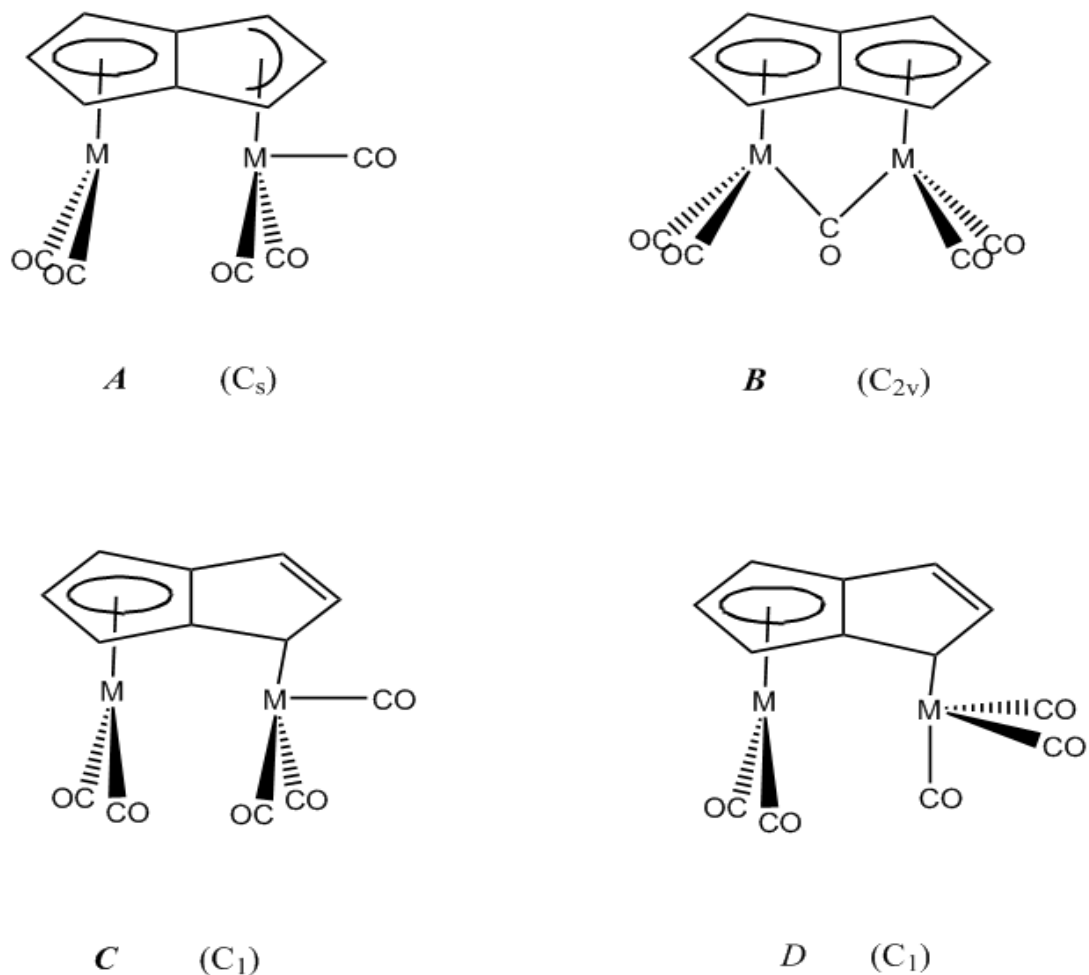 M M CO
OC OC OC CO
A (Cs)
M M
OC OC C O CO CO
B (C2v)
M M CO
OC CO OC CO
C (C1)
M M CO
CO
OC CO CO
D (C1)